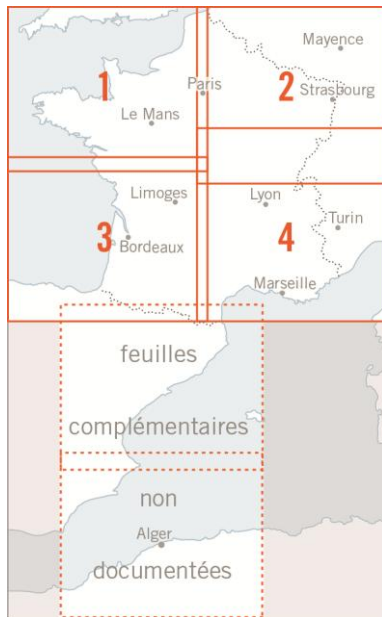 Mayence
1
2
Paris
Strasbourg
Le Mans
Limoges
Lyon
3
4
Turin
Bordeaux
Marseille
feuilles
complémentaires
non
Alger
documentées